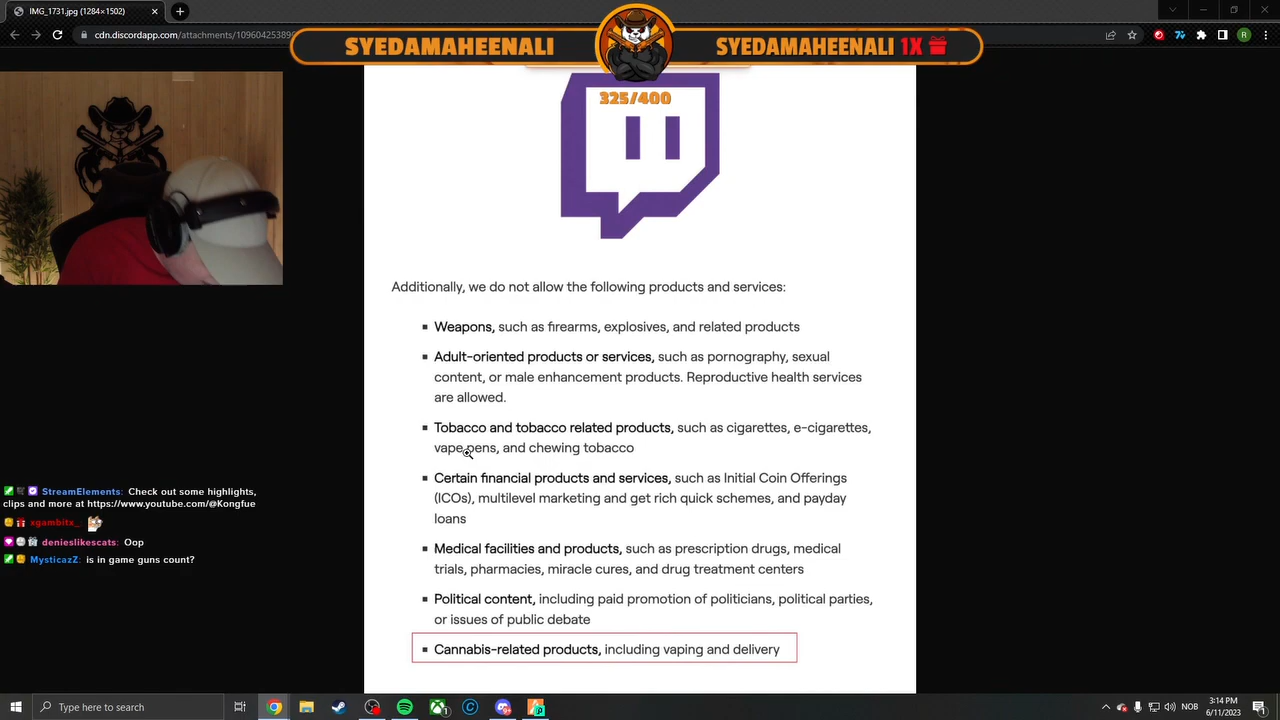 IMG_1731.jpg (1284×1502)
cdn.discordapp.com/attachments/10960425389
SYEDAMAHEENALI
SYEDAMAHEENALI 1X
325/400
Additionally, we do not allow the following products and services:
Weapons, such as firearms, explosives, and related products
Adult-oriented products or services, such as pornography, sexual
content, or male enhancement products. Reproductive health services
are allowed.
Tobacco and tobacco related products, such as cigarettes, e-cigarettes,
vape pens, and chewing tobacco
Certain financial products and services, such as Initial Coin Offerings
(ICOs), multilevel marketing and get rich quick schemes, and payday
loans
Medical facilities and products, such as prescription drugs, medical
trials, pharmacies, miracle cures, and drug treatment centers
Political content, including paid promotion of politicians, political parties,
or issues of public debate
Cannabis-related products, including vaping and delivery
StreamElements: Check out some highlights,
clips and more at https://www.youtube.com/@Kongfue
xgambitx_:
denieslikescats: Oop
MysticazZ: is in game guns count?
Type here to search
NOB
3:14 PM
6/11/2023